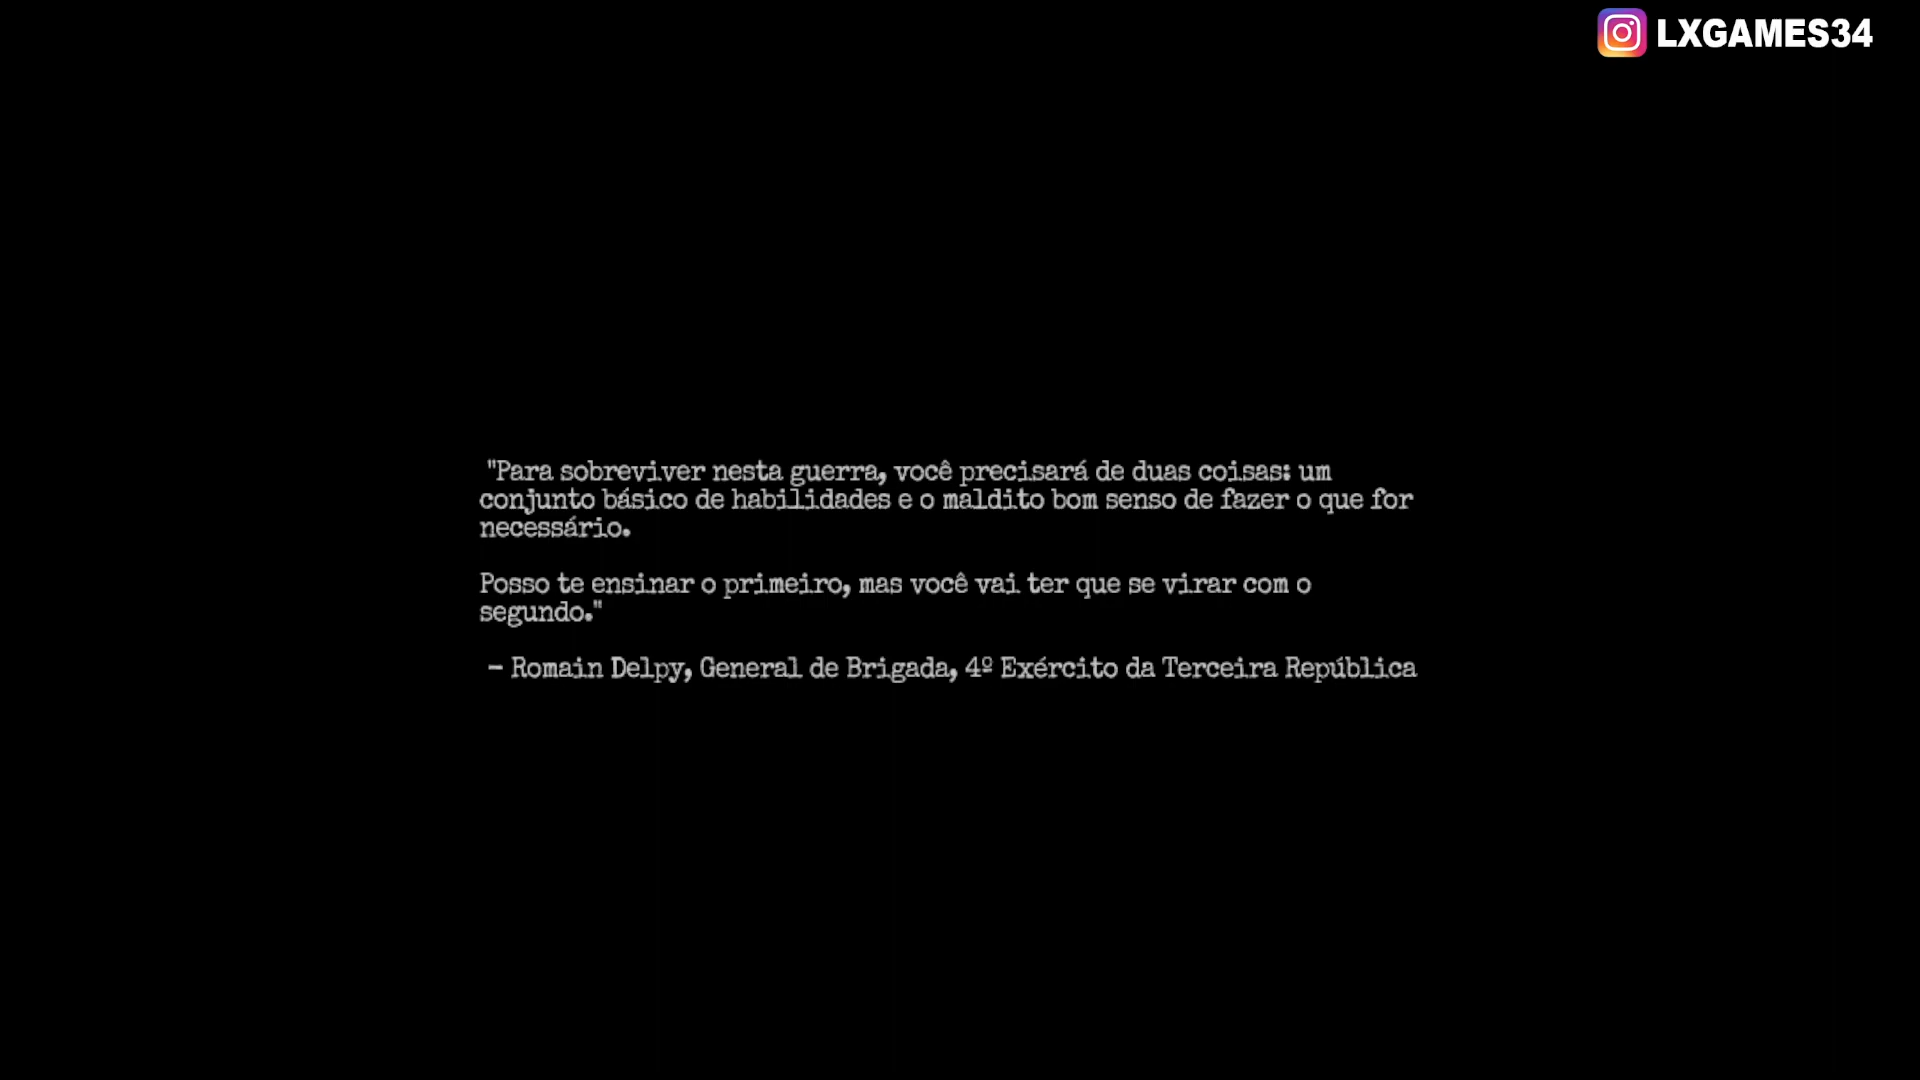 LXGAMES34
"Para sobreviver nesta guerra, você precisará de duas coisas: um
conjunto básico de habilidades e o maldito bom senso de fazer o que for
necessário.
Posso te ensinar o primeiro, mas você vai ter que se virar com o
segundo."
- Romain Delpy, General de Brigada, 4º Exército da Terceira República